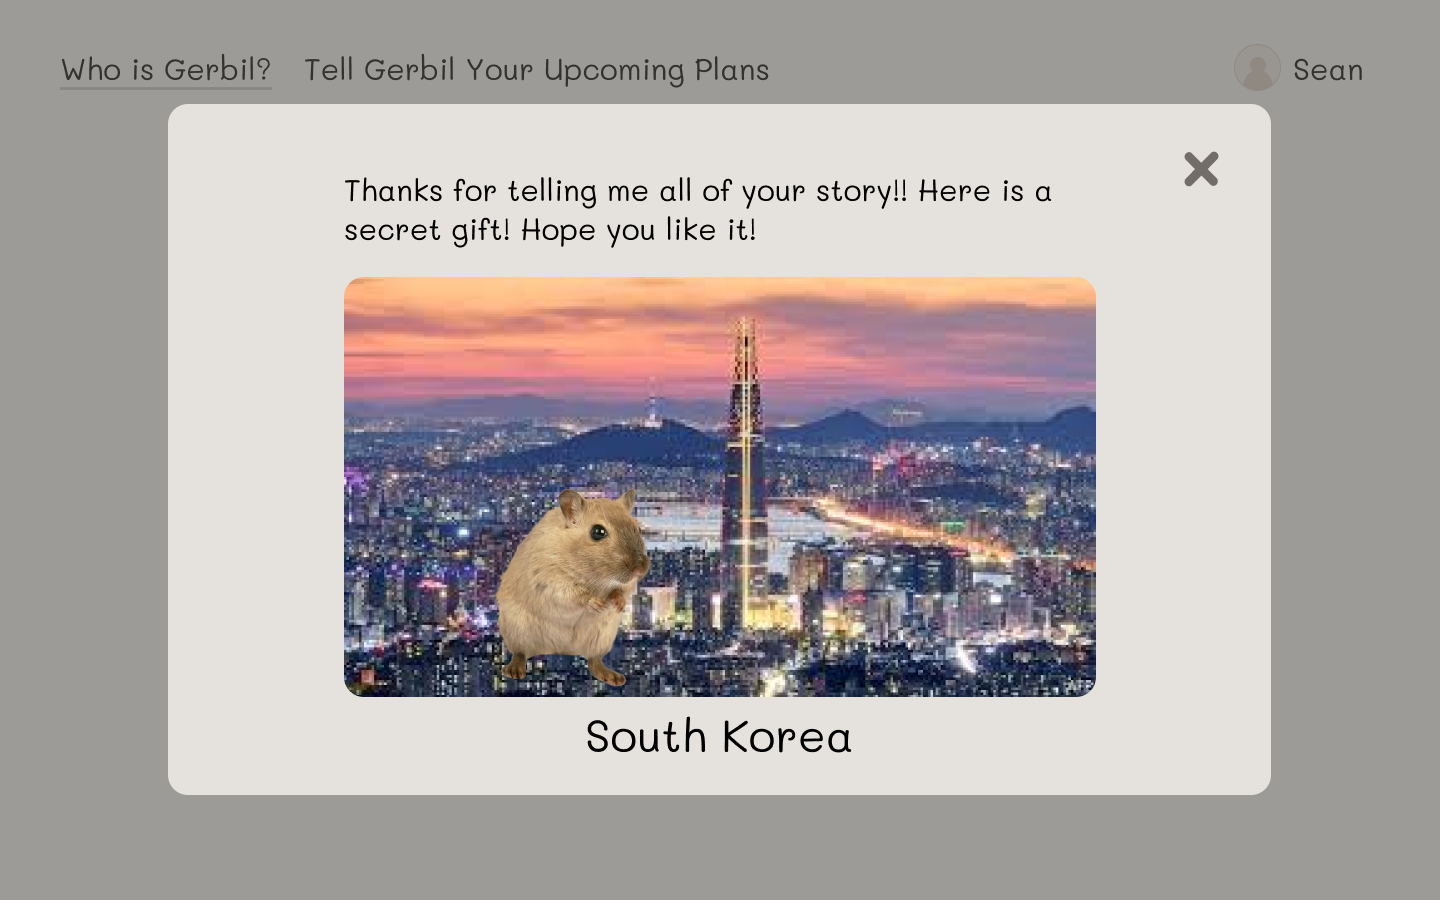 Who is Gerbil? Tell Gerbil Your Upcoming Plans Sean
Thanks for telling me all of your story!! Here is a
secret gift! Hope you like it!
South Korea